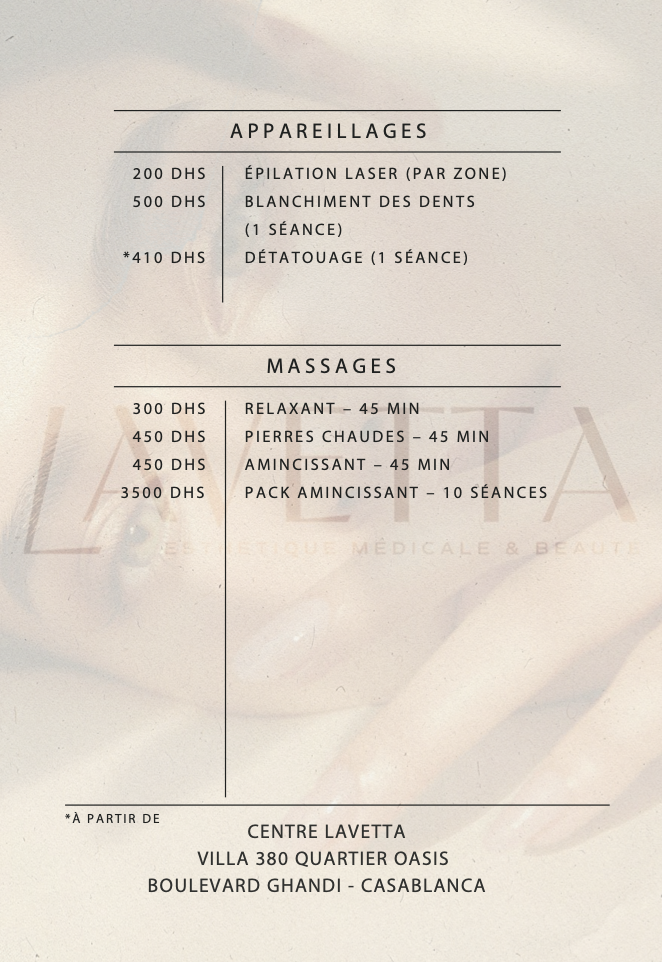 APPAREILLAGES
200 DHS ÉPILATION LASER (PAR ZONE)
500 DHS BLANCHIMENT DES DENTS
(1 SÉANCE)
*410 DHS DÉTATOUAGE (1 SÉANCE)
MASSAGES
300 DHS RELAXANT – 45 MIN
450 DHS PIERRES CHAUDES – 45 MIN
450 DHS AMINCISSANT – 45 MIN
3500 DHS PACK AMINCISSANT – 10 SÉANCES
LAVETTA
ESTHÉTIQUE MÉDICALE & BEAUTÉ
*À PARTIR DE
CENTRE LAVETTA
VILLA 380 QUARTIER OASIS
BOULEVARD GHANDI - CASABLANCA